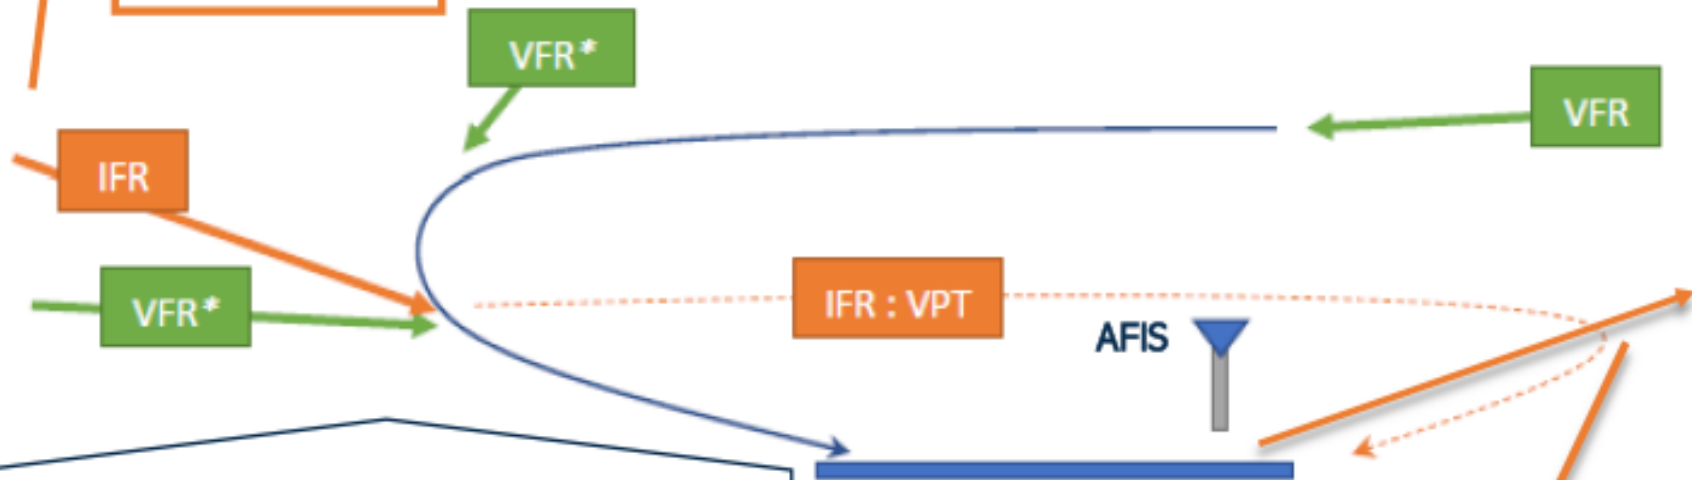 VFR*
VFR
IFR
VFR*
IFR : VPT
AFIS